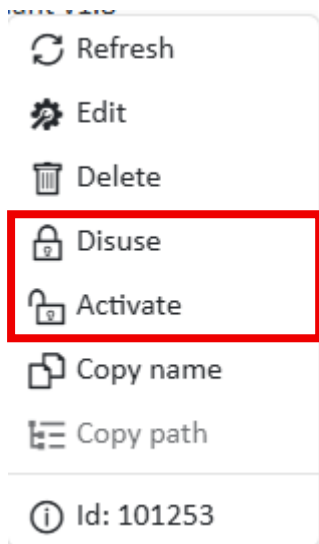 Refresh
Edit
Delete
Disuse
Activate
Copy name
Copy path
Id: 101253